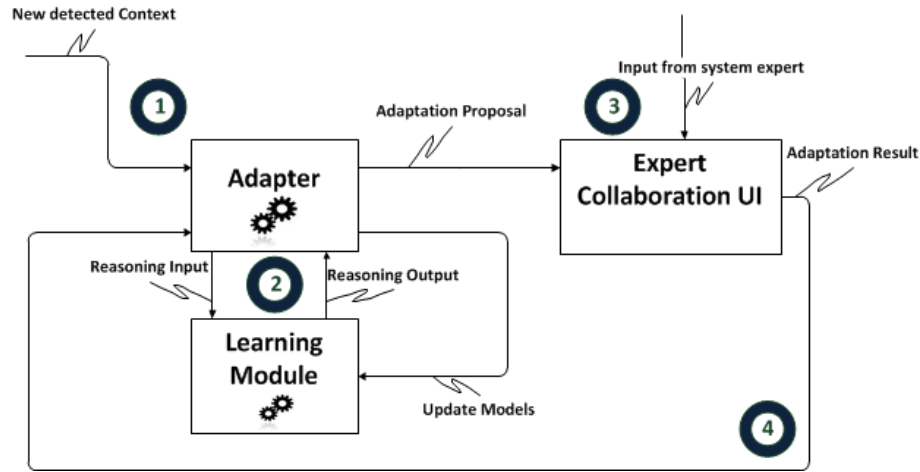 New detected Context
Input from system expert
1
3
Adaptation Proposal
Adapter
Expert
Collaboration UI
Adaptation Result
Reasoning Input
2
Reasoning Output
Learning
Module
Update Models
4